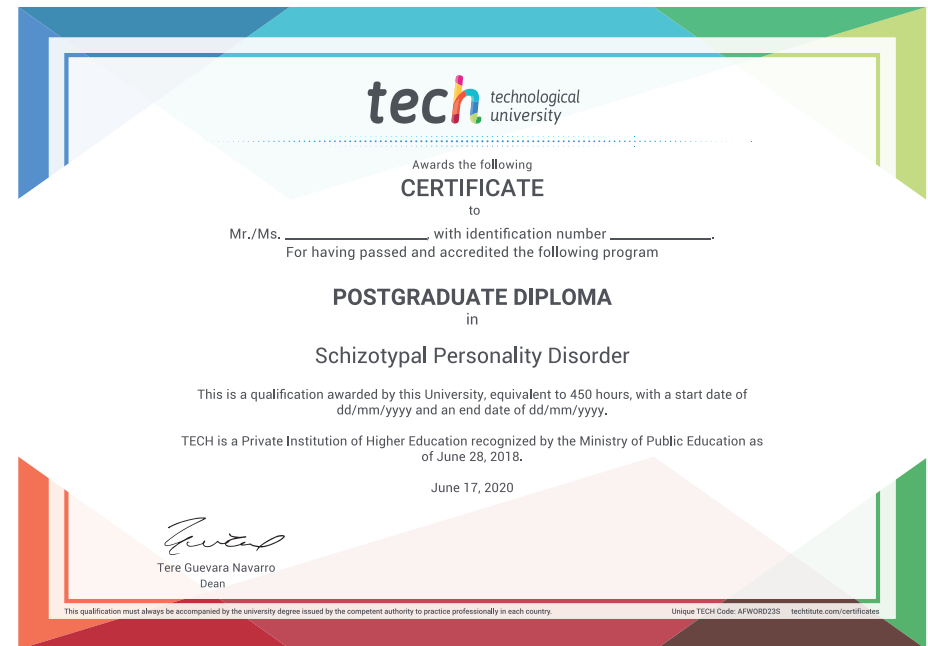 tech technological
university
Awards the following
CERTIFICATE
to
Mr./Ms. ____________________, with identification number ______________.
For having passed and accredited the following program
POSTGRADUATE DIPLOMA
in
Schizotypal Personality Disorder
This is a qualification awarded by this University, equivalent to 450 hours, with a start date of
dd/mm/yyyy and an end date of dd/mm/yyyy.
TECH is a Private Institution of Higher Education recognized by the Ministry of Public Education as
of June 28, 2018.
June 17, 2020
Tere Guevara Navarro
Dean
This qualification must always be accompanied by the university degree issued by the competent authority to practice professionally in each country. Unique TECH Code: AFWORD23S techtitute.com/certificates